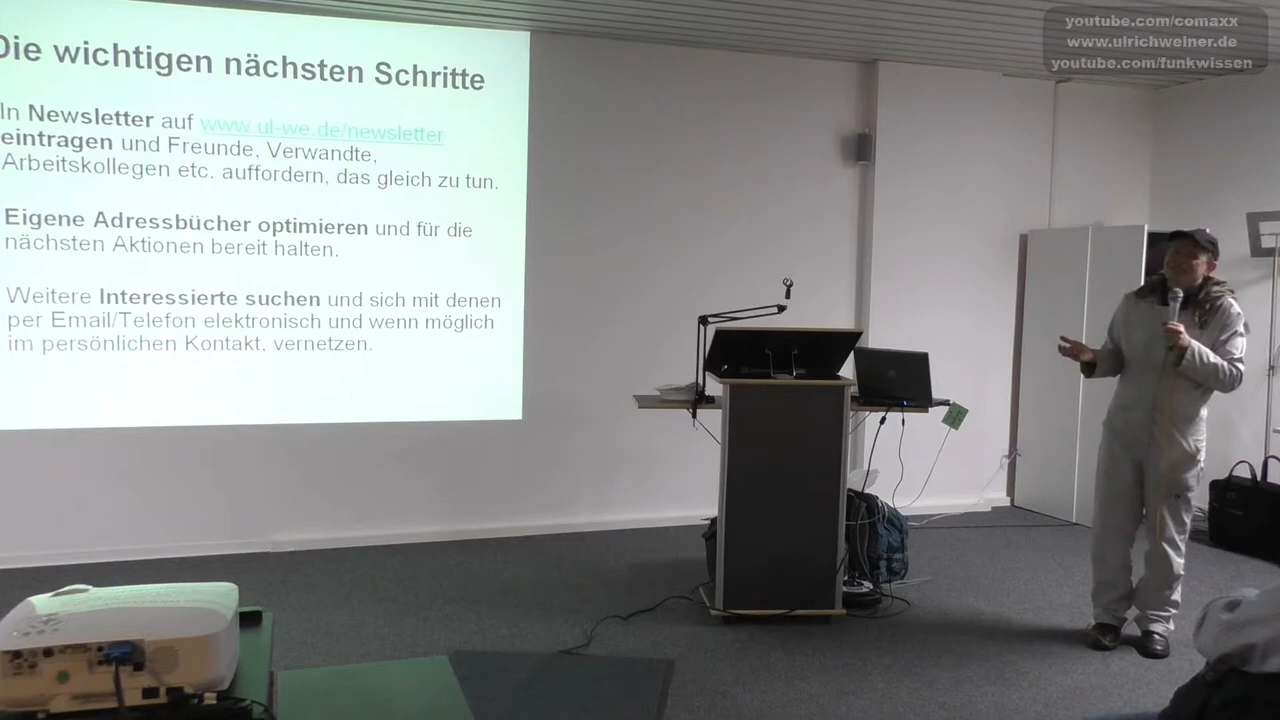 youtube.com/comaxx
www.ulrichweiner.de
youtube.com/funkwissen
Die wichtigen nächsten Schritte
In Newsletter auf www.ul-we.de/newsletter
eintragen und Freunde, Verwandte,
Arbeitskollegen etc. auffordern, das gleich zu tun.
Eigene Adressbücher optimieren und für die
nächsten Aktionen bereit halten.
Weitere Interessierte suchen und sich mit denen
per Email/Telefon elektronisch und wenn möglich
im persönlichen Kontakt, vernetzen.